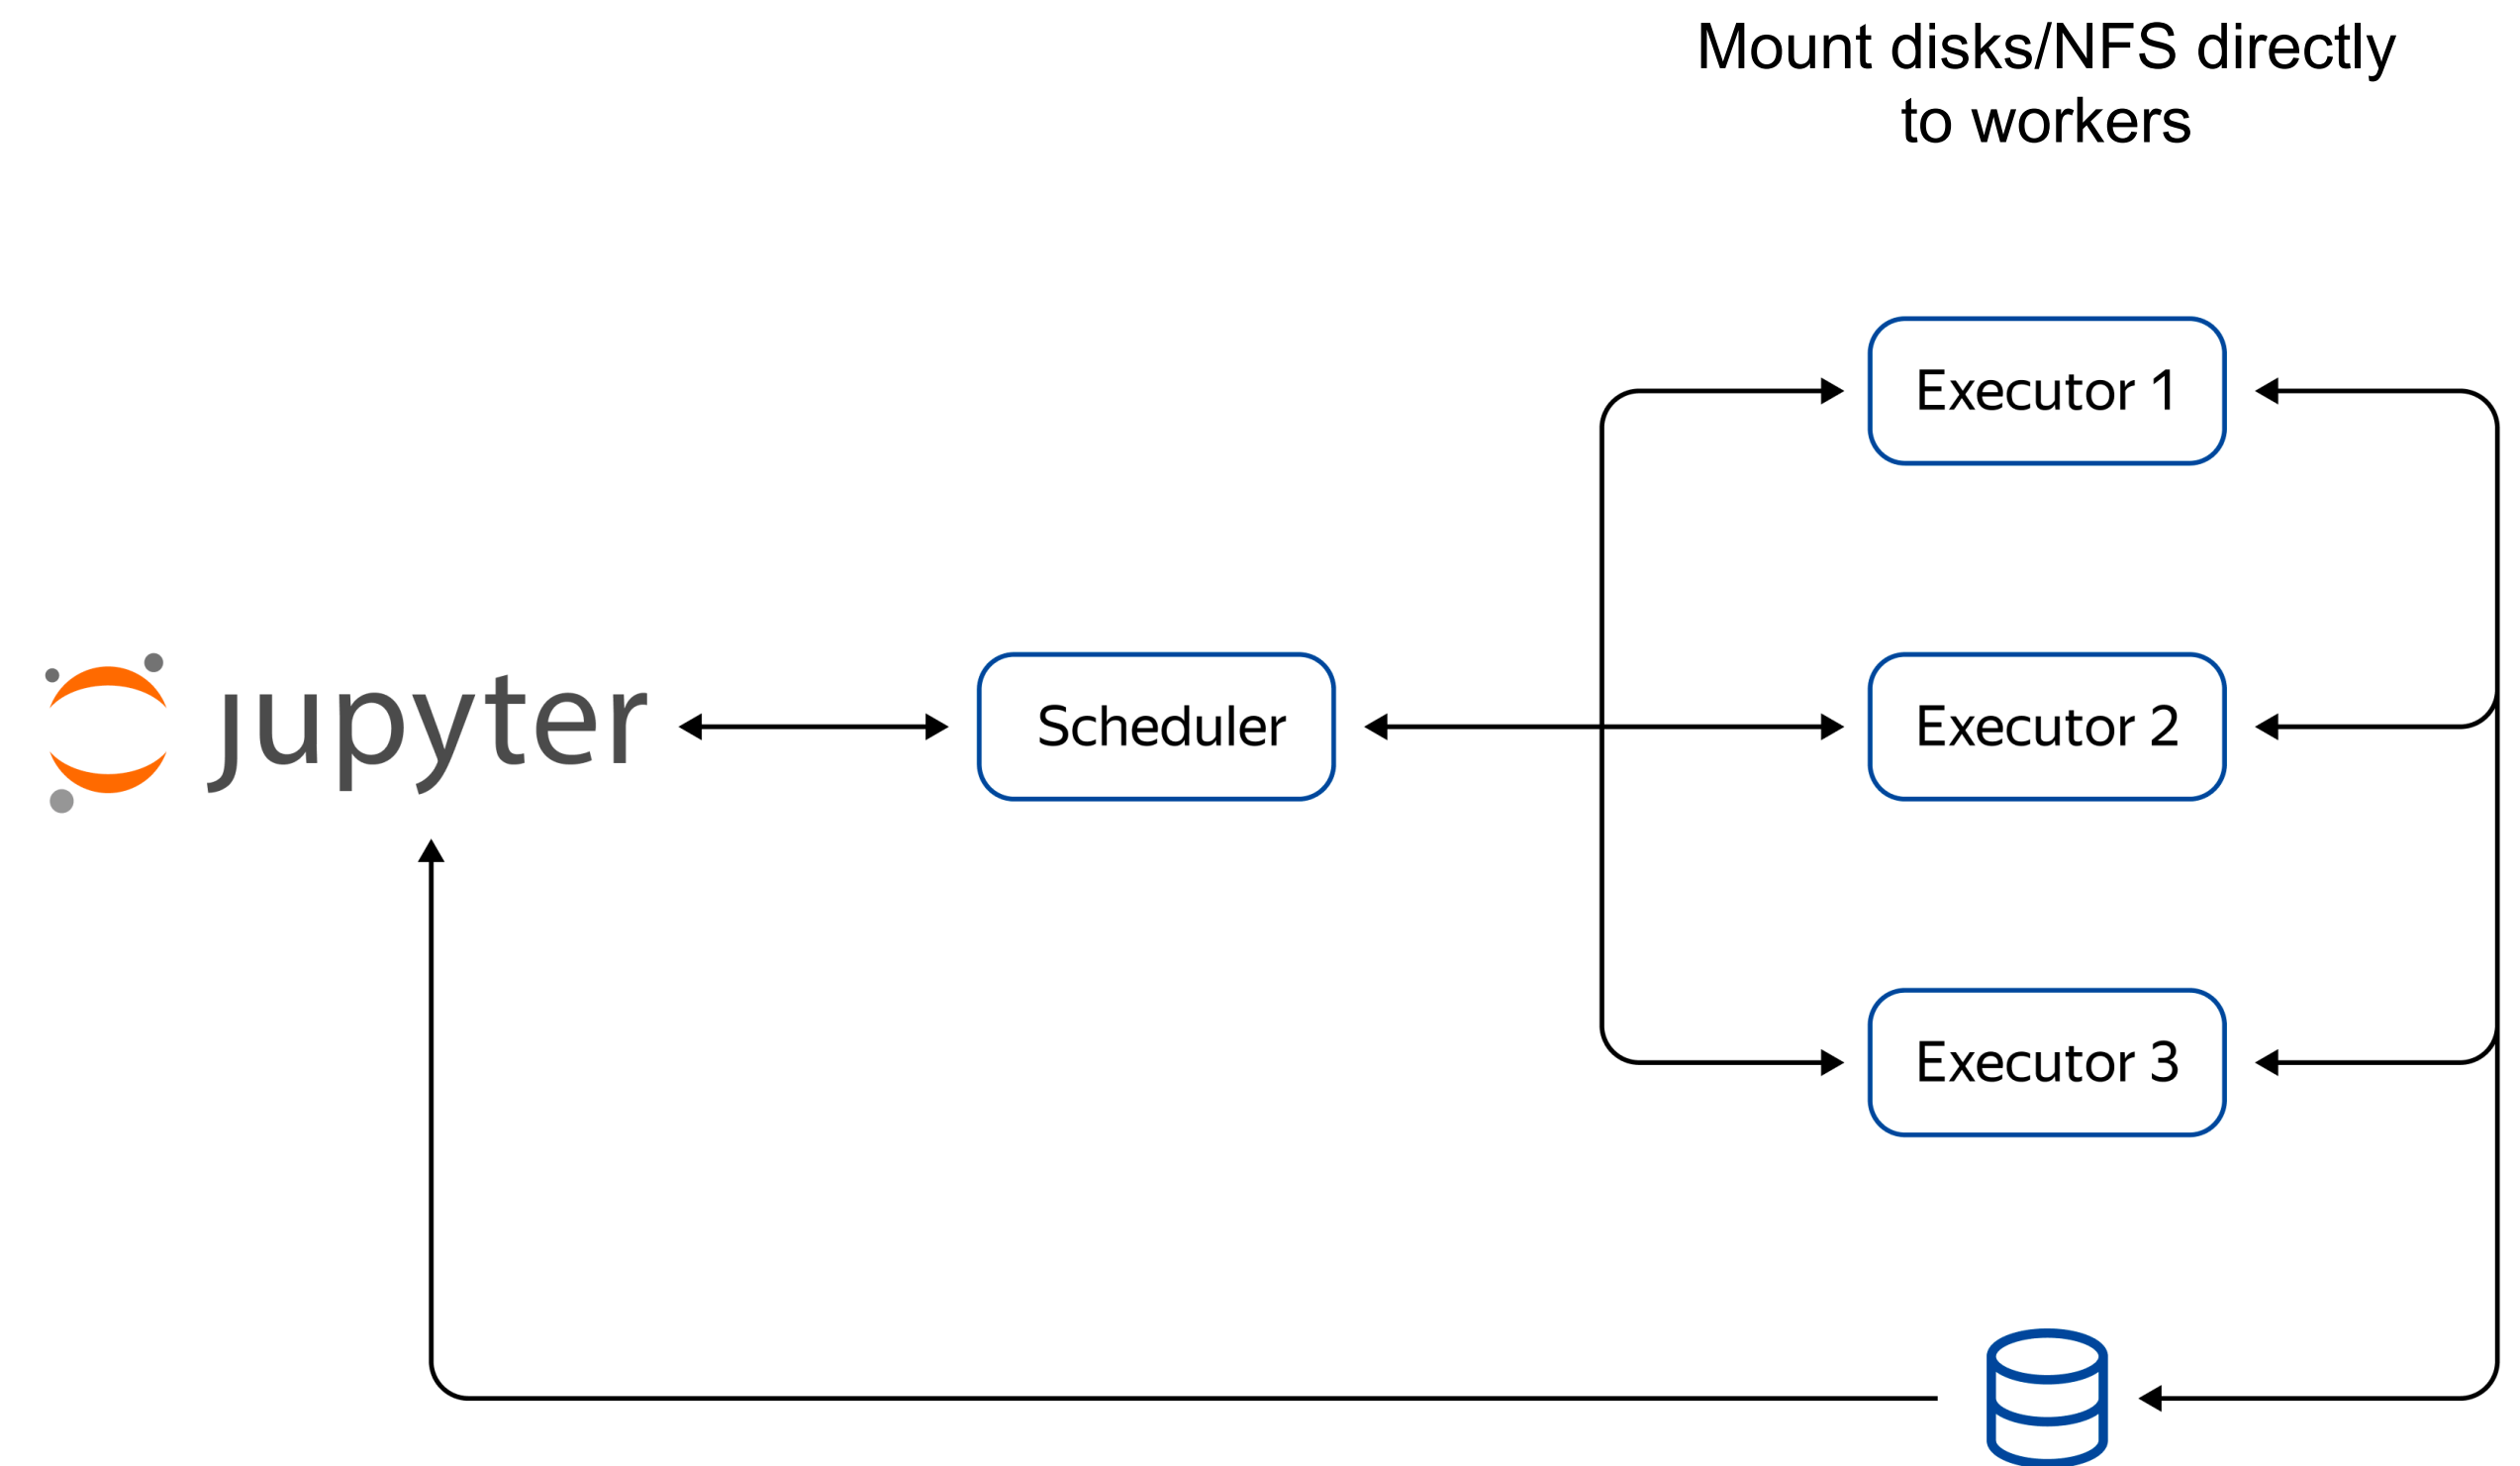 Mount disks/NFS directly
to workers
Executor 1
jupyter
Scheduler
Executor 2
Executor 3